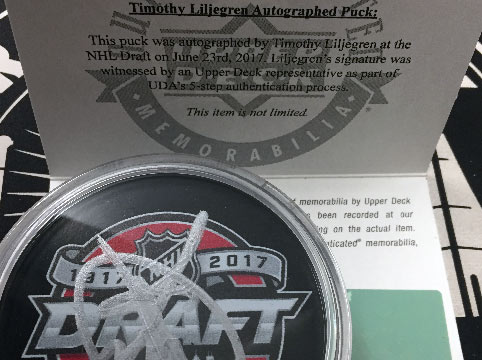 Timothy Liljegren Autographed Puck:
This puck was autographed by Timothy Liljegren at the
NHL Draft on June 23rd, 2017. Liljegren's signature was
witnessed by an Upper Deck representative as part of
UDA's 5-step authentication process.
This item is not limited.
MEMORABILIA
memorabilia by Upper Deck
been recorded at our
on the actual item.
memorabilia,
NHL
1917 2017
DRAFT